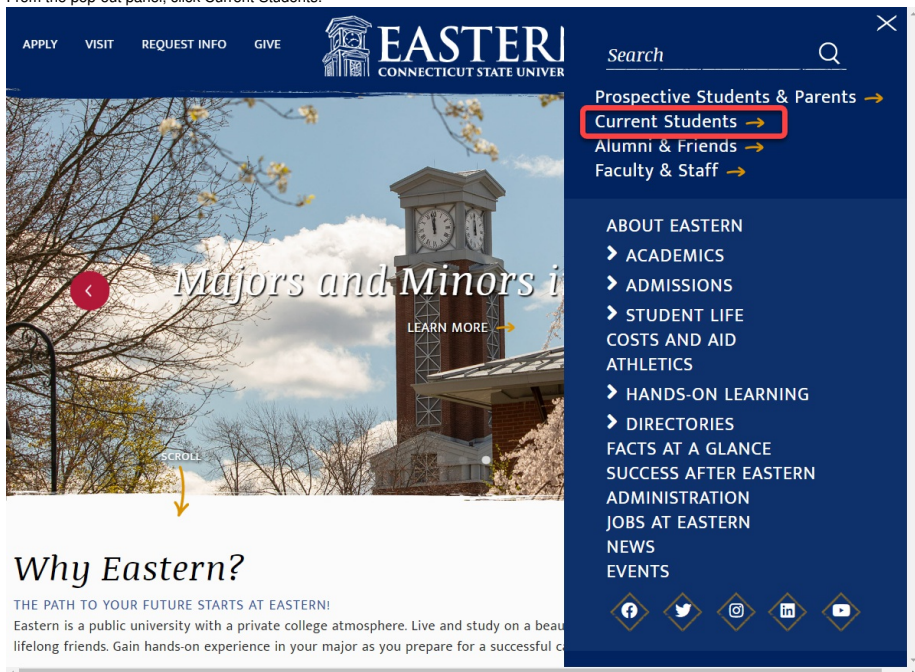 From the pop-out panel, click Current Students.
APPLY VISIT REQUEST INFO GIVE
EASTER
CONNECTICUT STATE UNIVER
Majors and Minors i
LEARN MORE
SCROLL
Why Eastern?
THE PATH TO YOUR FUTURE STARTS AT EASTERN!
Eastern is a public university with a private college atmosphere. Live and study on a beau
lifelong friends. Gain hands-on experience in your major as you prepare for a successful ca
Search
Prospective Students & Parents
Current Students
Alumni & Friends
Faculty & Staff
ABOUT EASTERN
ACADEMICS
ADMISSIONS
STUDENT LIFE
COSTS AND AID
ATHLETICS
HANDS-ON LEARNING
DIRECTORIES
FACTS AT A GLANCE
SUCCESS AFTER EASTERN
ADMINISTRATION
JOBS AT EASTERN
NEWS
EVENTS